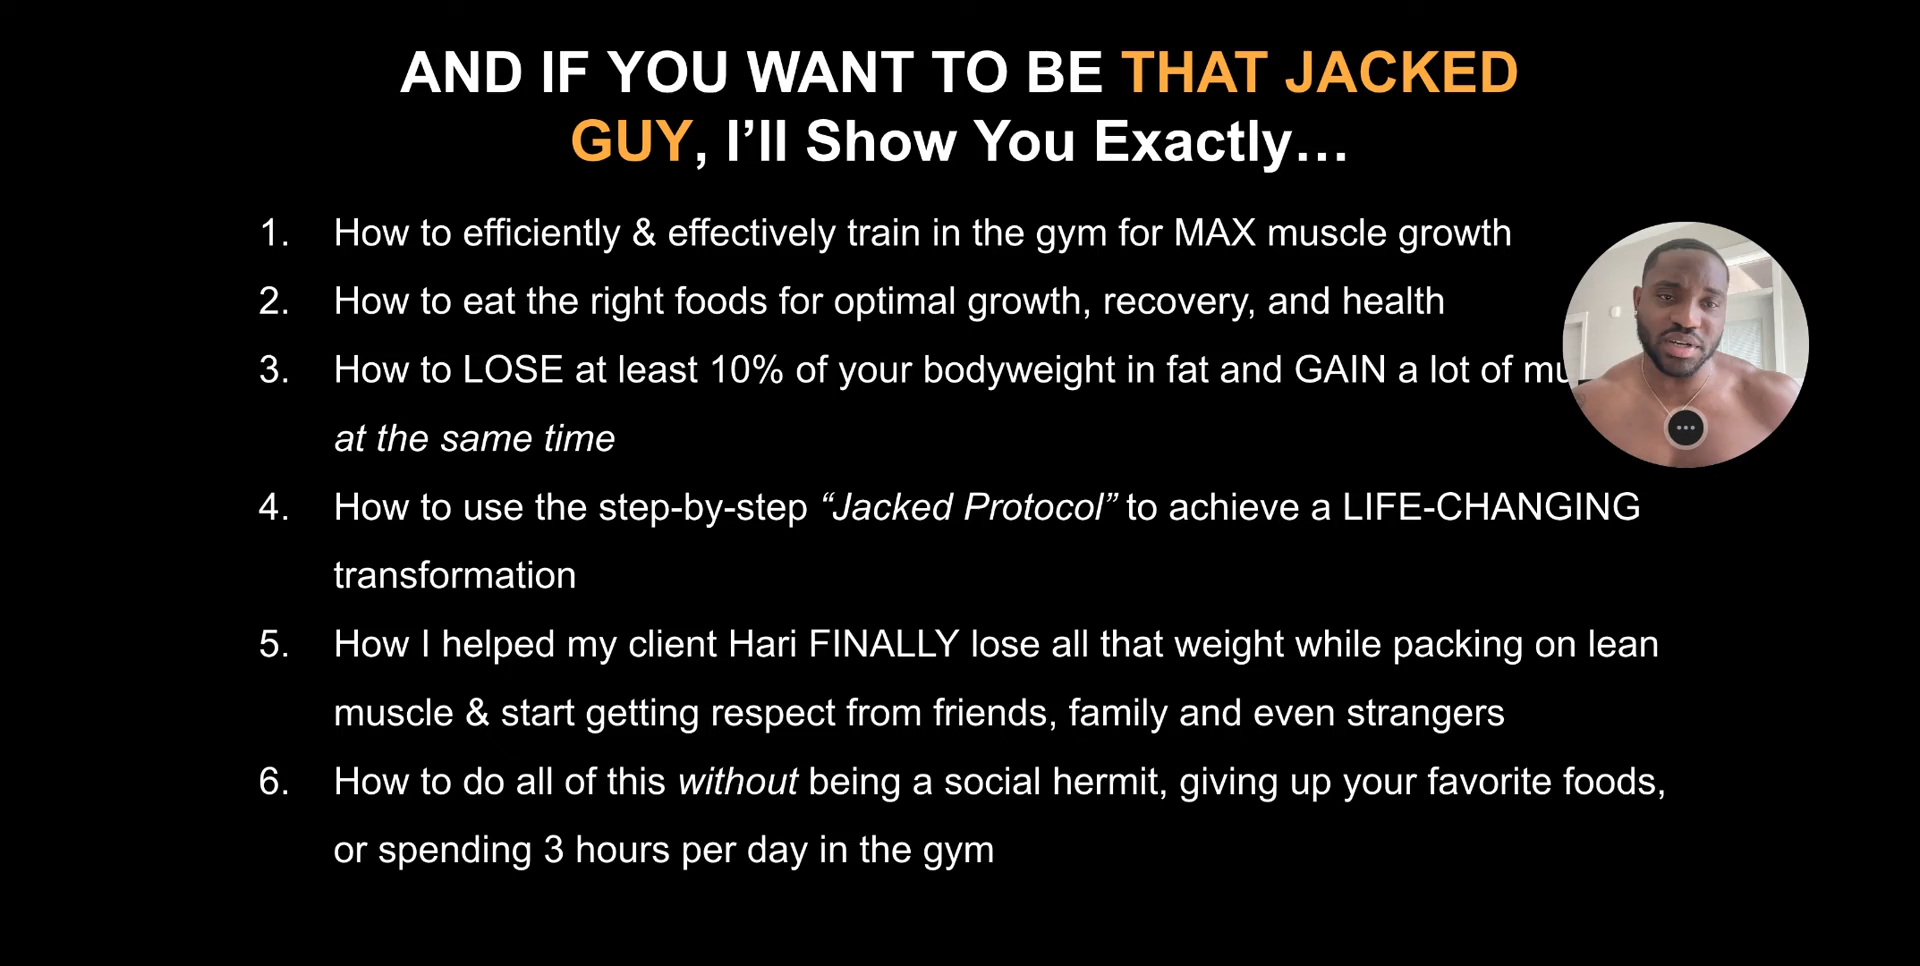 AND IF YOU WANT TO BE THAT JACKED
GUY, I’ll Show You Exactly…
1. How to efficiently & effectively train in the gym for MAX muscle growth
2. How to eat the right foods for optimal growth, recovery, and health
3. How to LOSE at least 10% of your bodyweight in fat and GAIN a lot of
at the same time
4. How to use the step-by-step “Jacked Protocol” to achieve a LIFE-CHANGING
transformation
5. How I helped my client Hari FINALLY lose all that weight while packing on lean
muscle & start getting respect from friends, family and even strangers
6. How to do all of this without being a social hermit, giving up your favorite foods,
or spending 3 hours per day in the gym